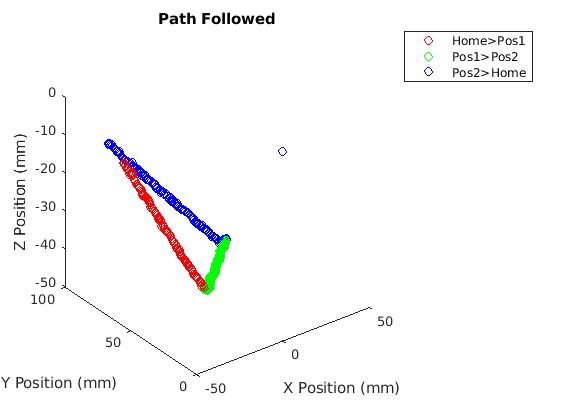 Path Followed
Home>Pos1
Pos1>Pos2
Pos2>Home
Z Position (mm)
0
-10
-20
-30
-40
-50
100
50
0
Y Position (mm)
-50
0
50
X Position (mm)